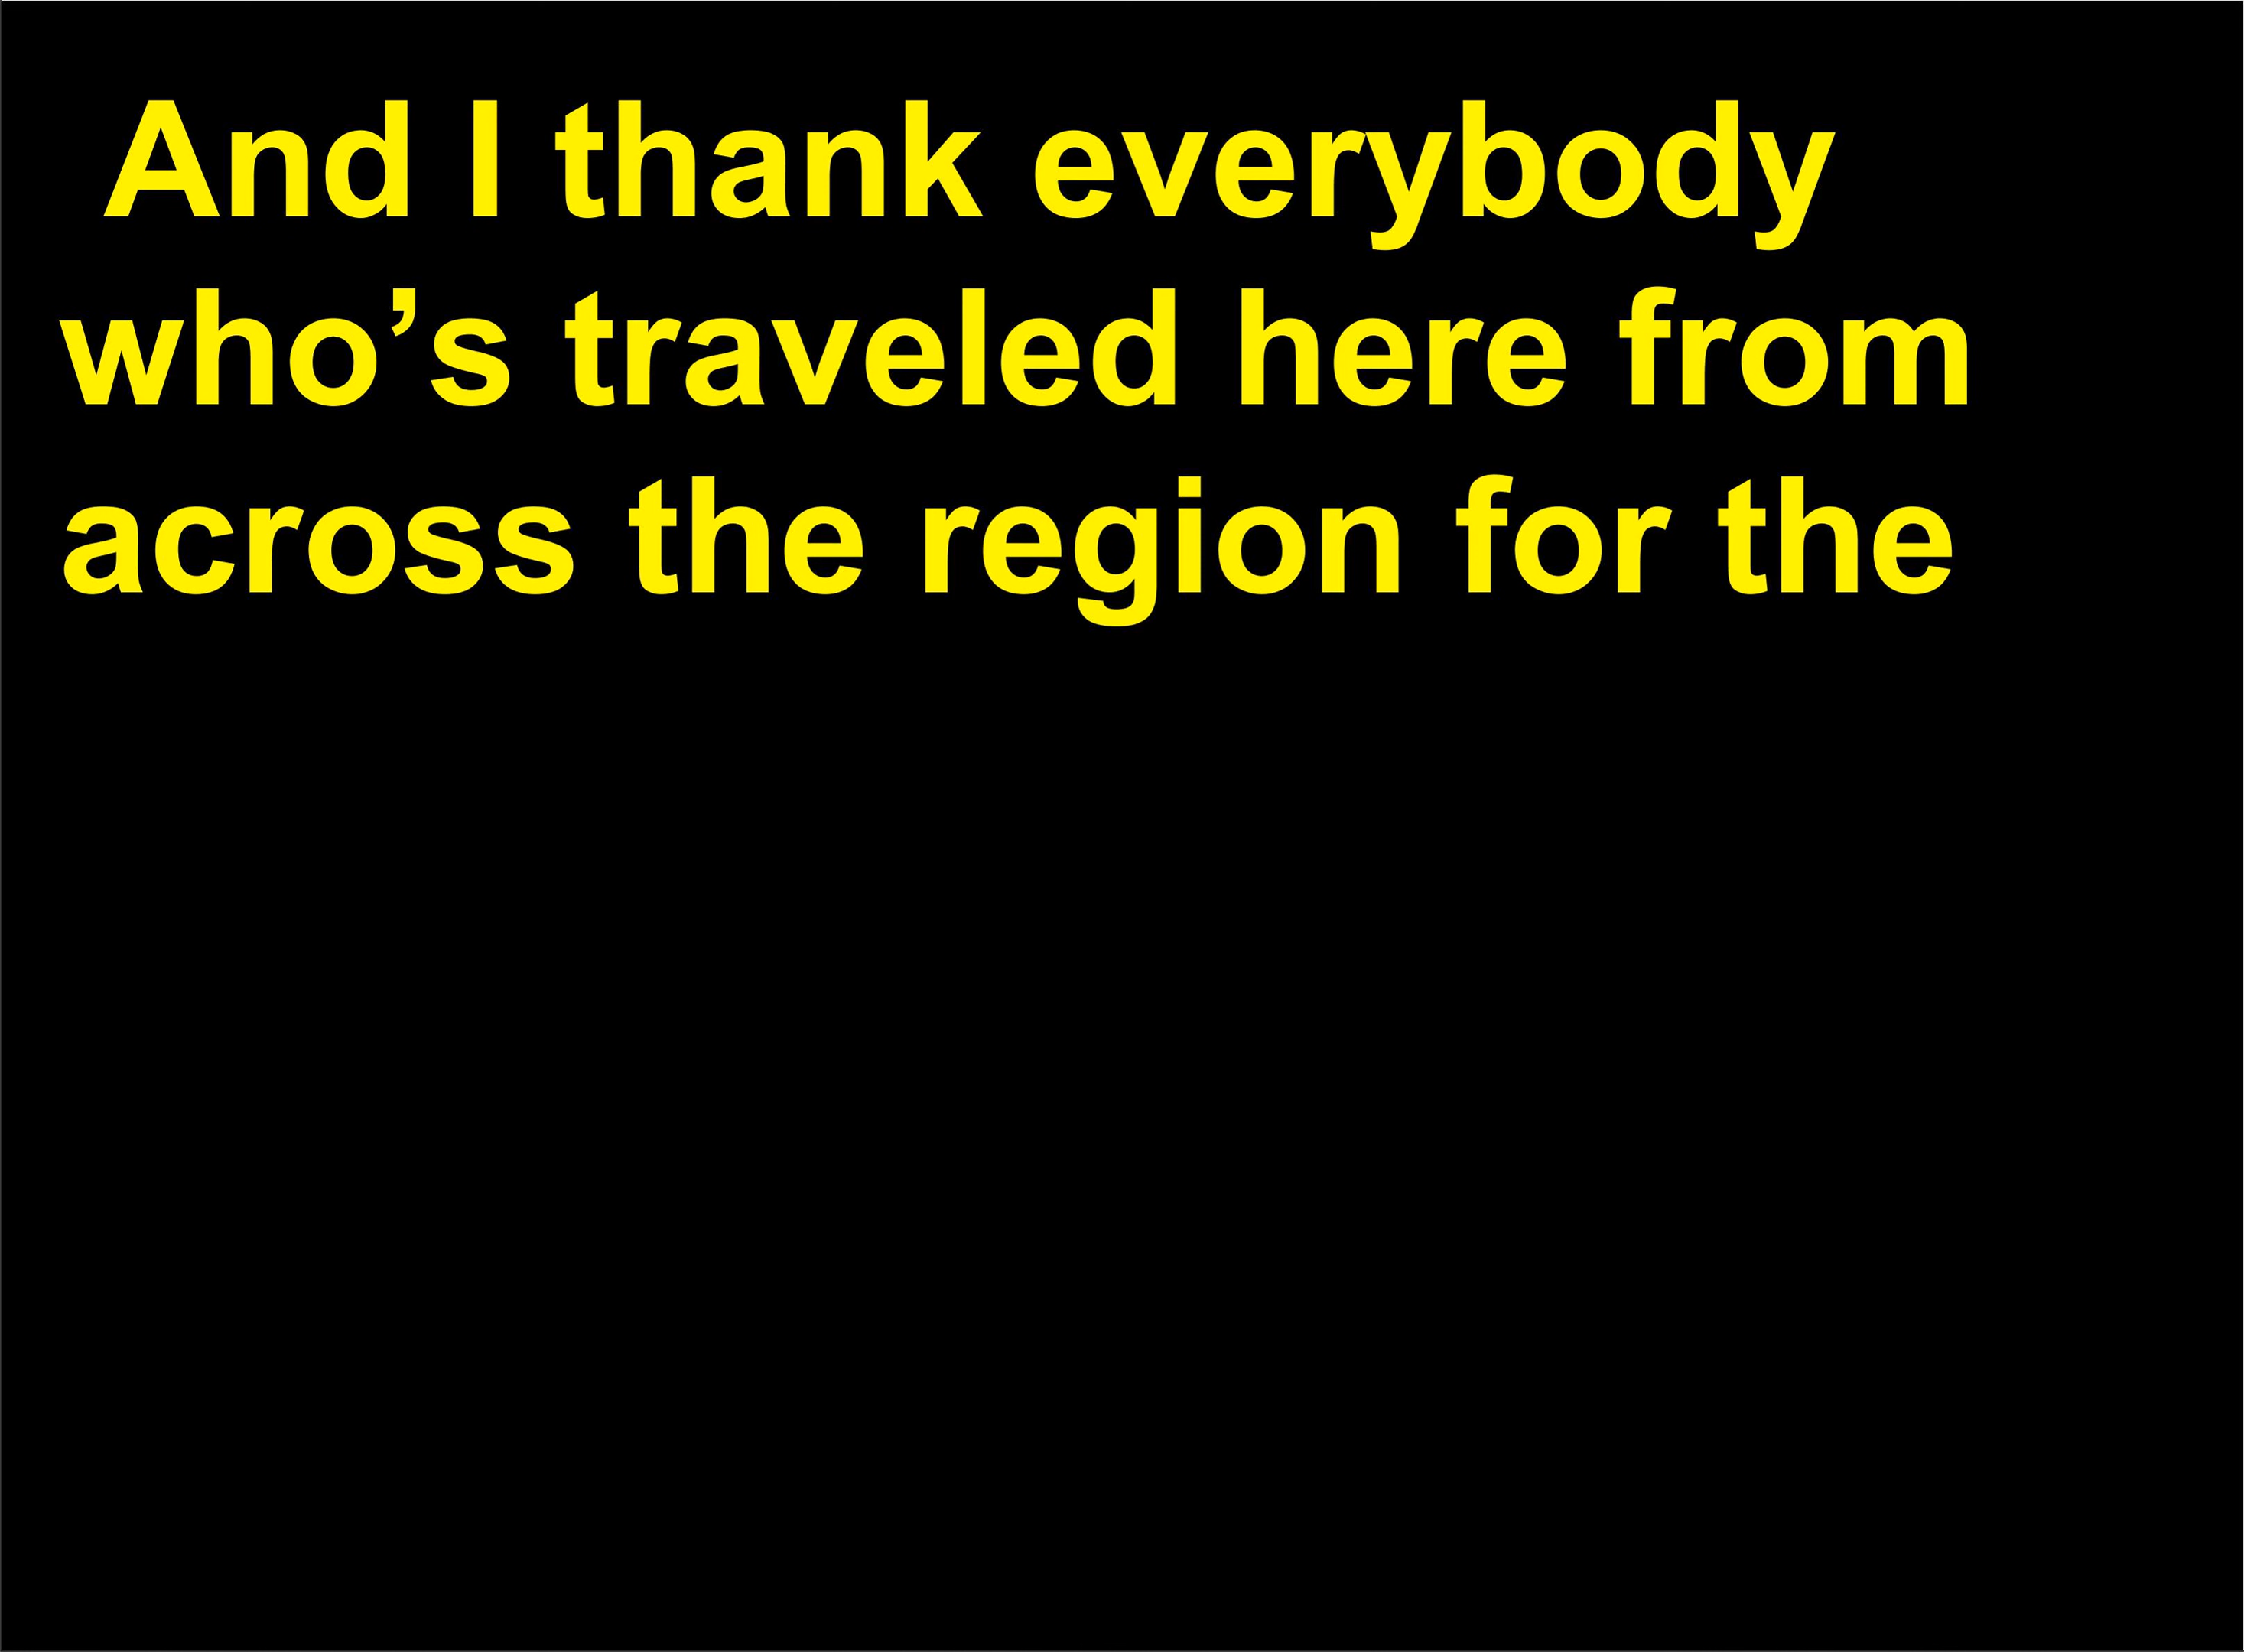 And I thank everybody
who’s traveled here from
across the region for the